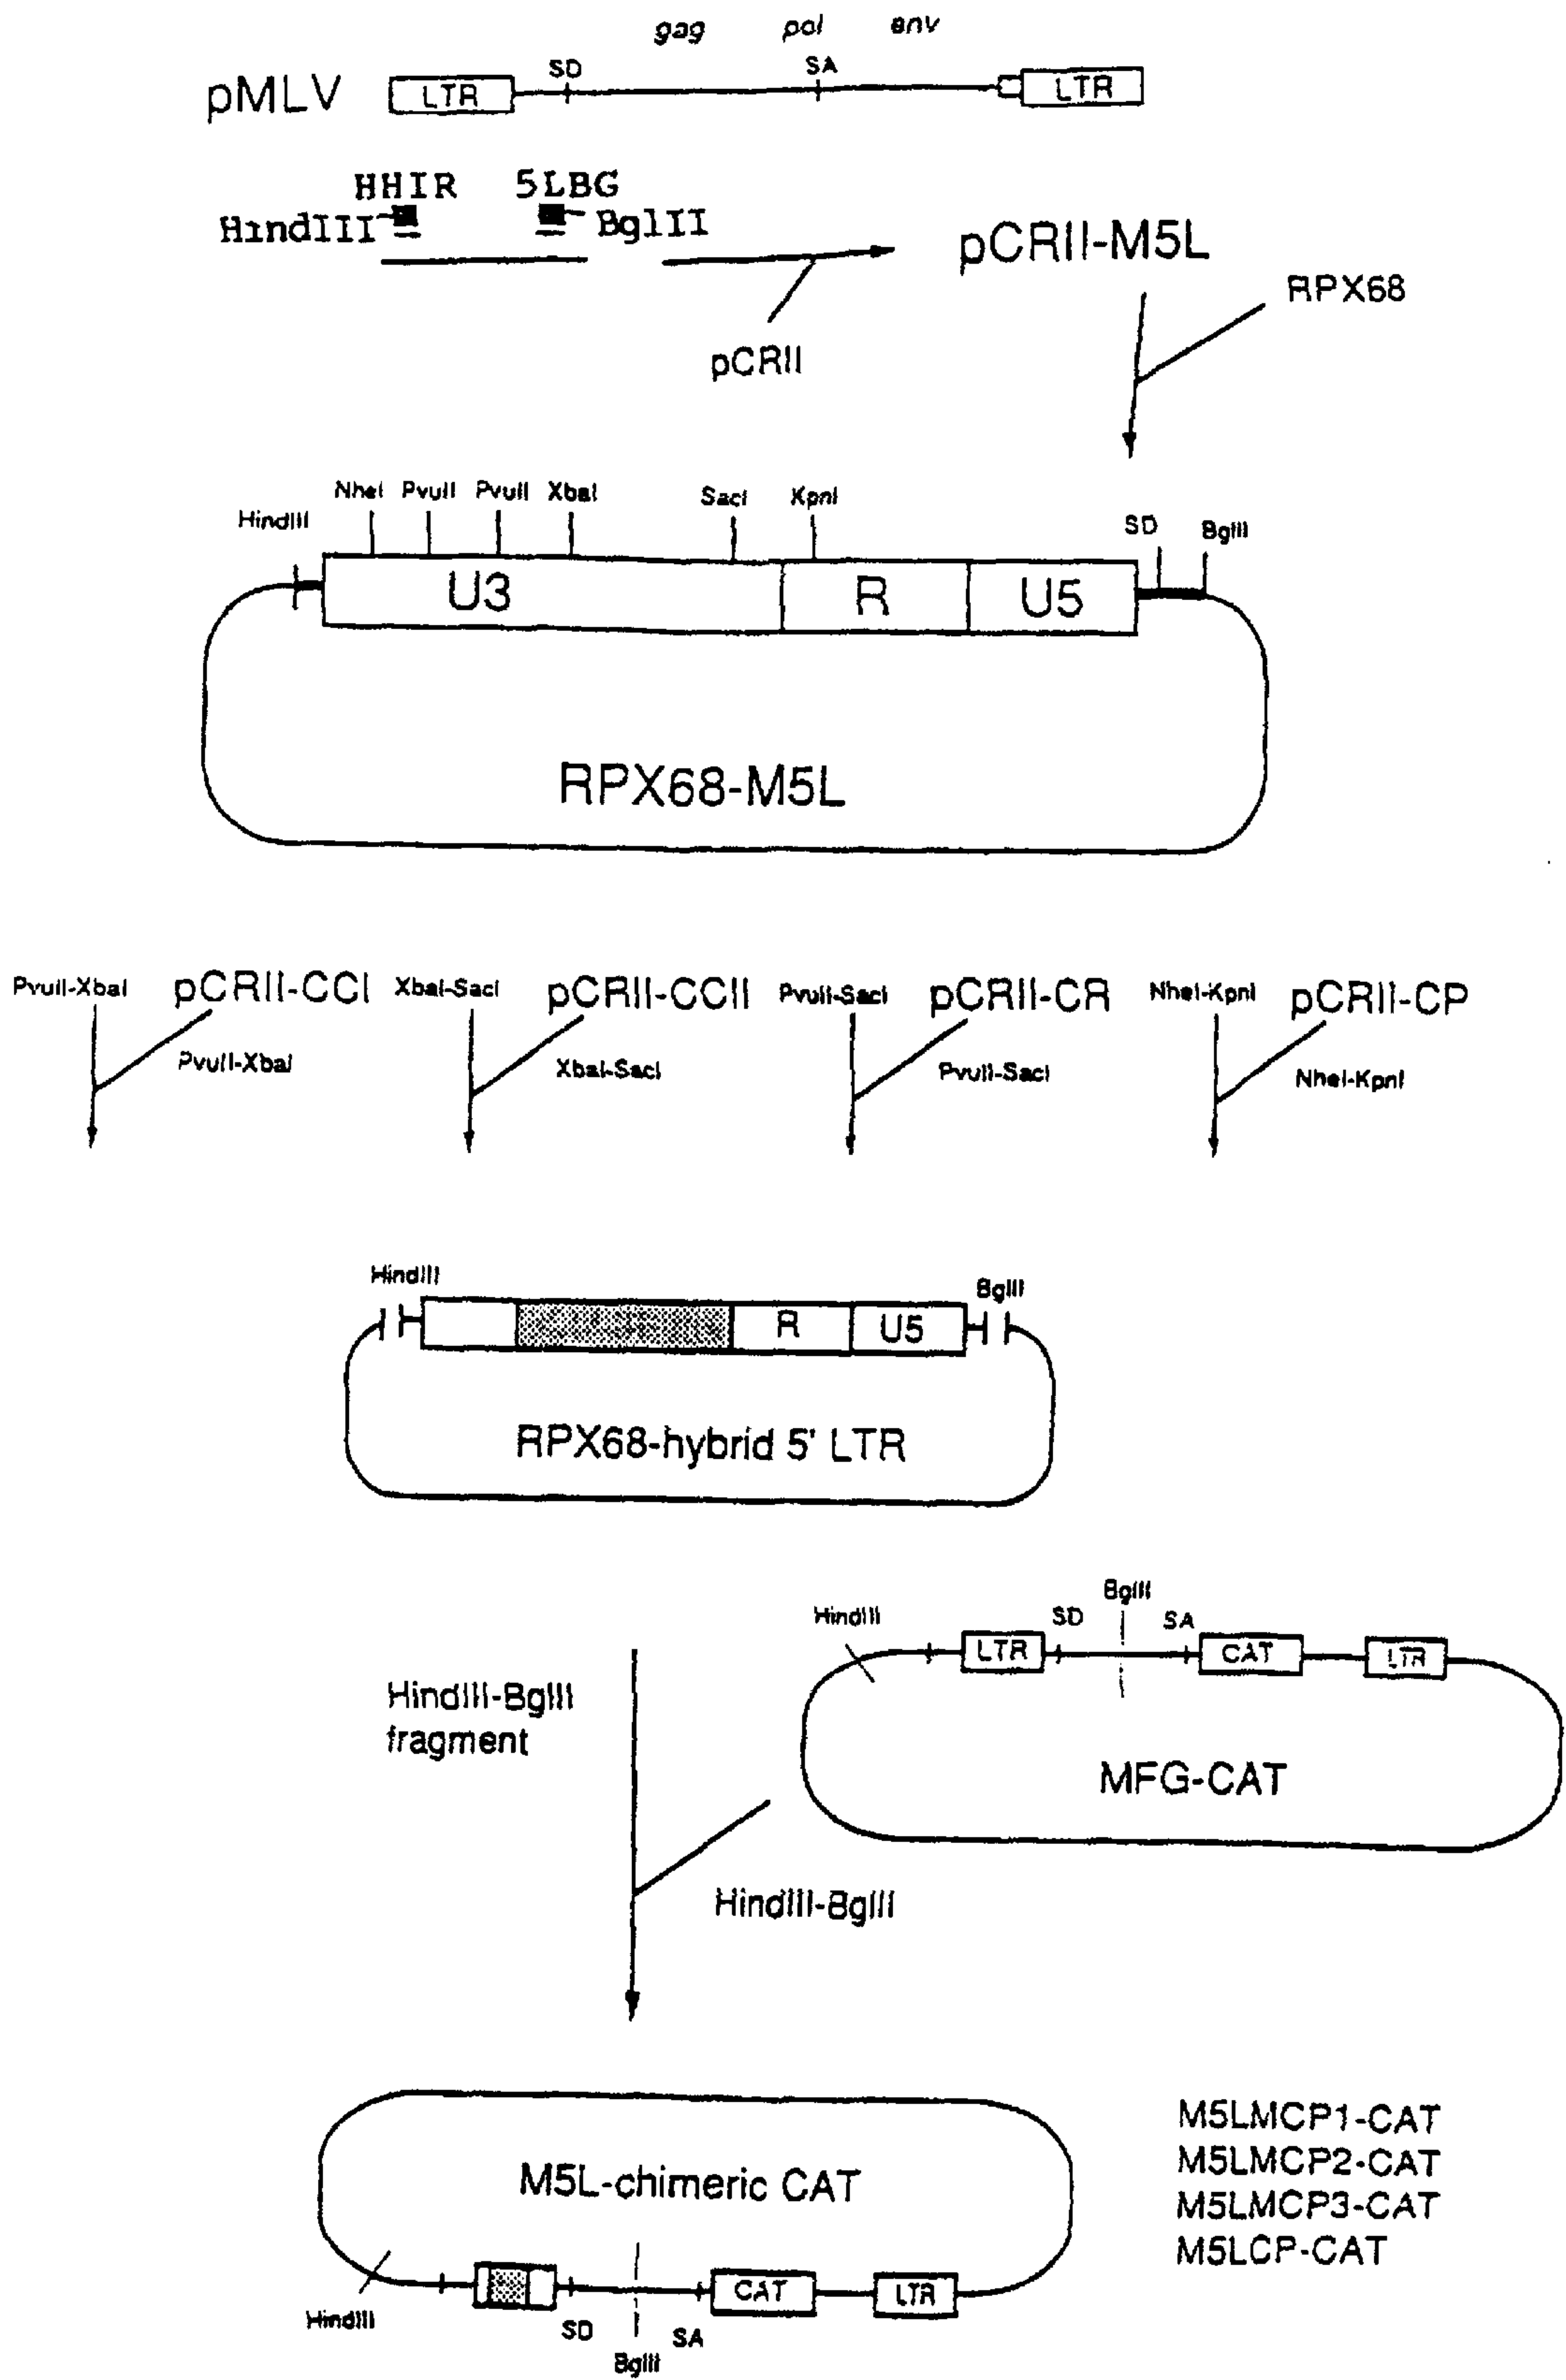 gag pol env
SD SA
pMLV LTR LTR
HHIR 5LBG
HindIII BglII
pCRII-M5L
RPX68
pCRII
NheI PvuII PvuII XbaI SacI KpnI
HindIII SD BglII
U3 R U5
RPX68-M5L
PvuII-XbaI pCRII-CCI XbaI-SacI pCRII-CCII PvuII-SacI pCRII-CR NheI-KpnI pCRII-CP
PvuII-XbaI XbaI-SacI PvuII-SacI NheI-KpnI
HindIII BglII
R U5
RPX68-hybrid 5' LTR
BglII
HindIII SD SA
LTR CAT LTR
HindIII-BglII
fragment
MFG-CAT
HindIII-BglII
M5LMCP1-CAT
M5LMCP2-CAT
M5LMCP3-CAT
M5LCP-CAT
M5L-chimeric CAT
CAT LTR
HindIII SD SA
BglII